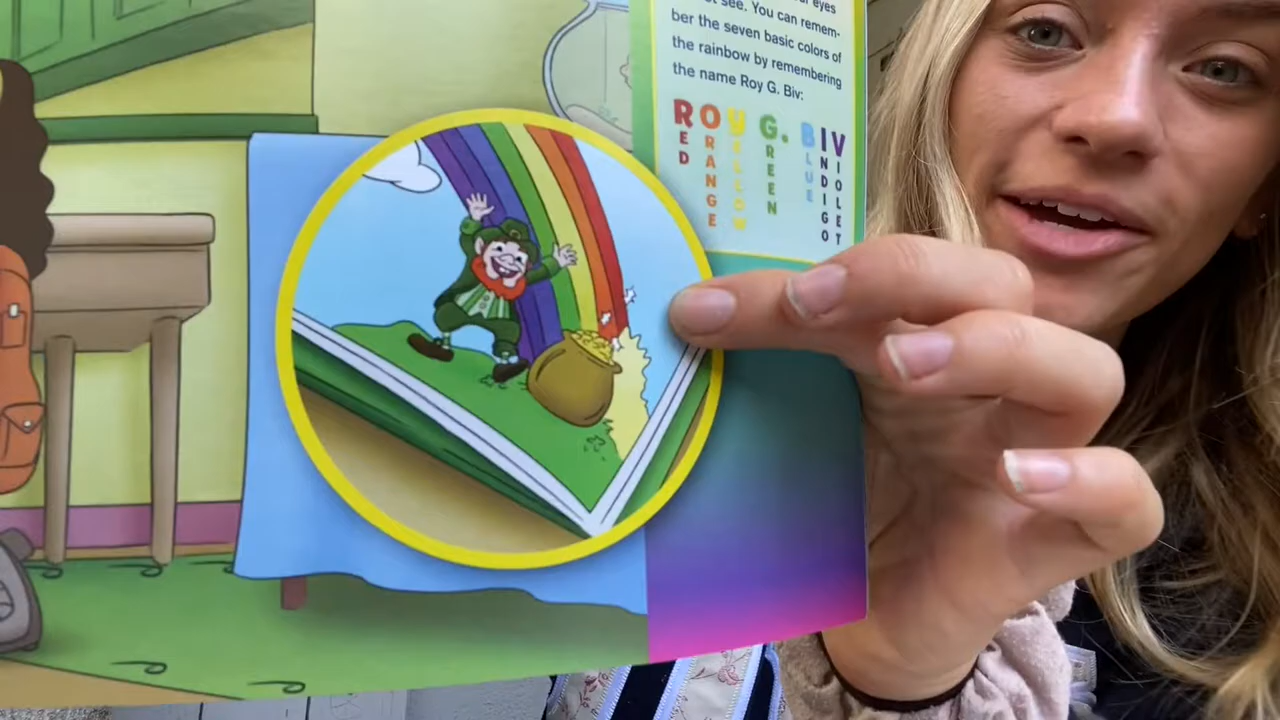 eyes
see. You can remem-
ber the seven basic colors of
the rainbow by remembering
the name Roy G. Biv:
ROY G. BIV
RED
ORANGE
YELLOW
GREEN
BLUE
INDIGO
VIOLET